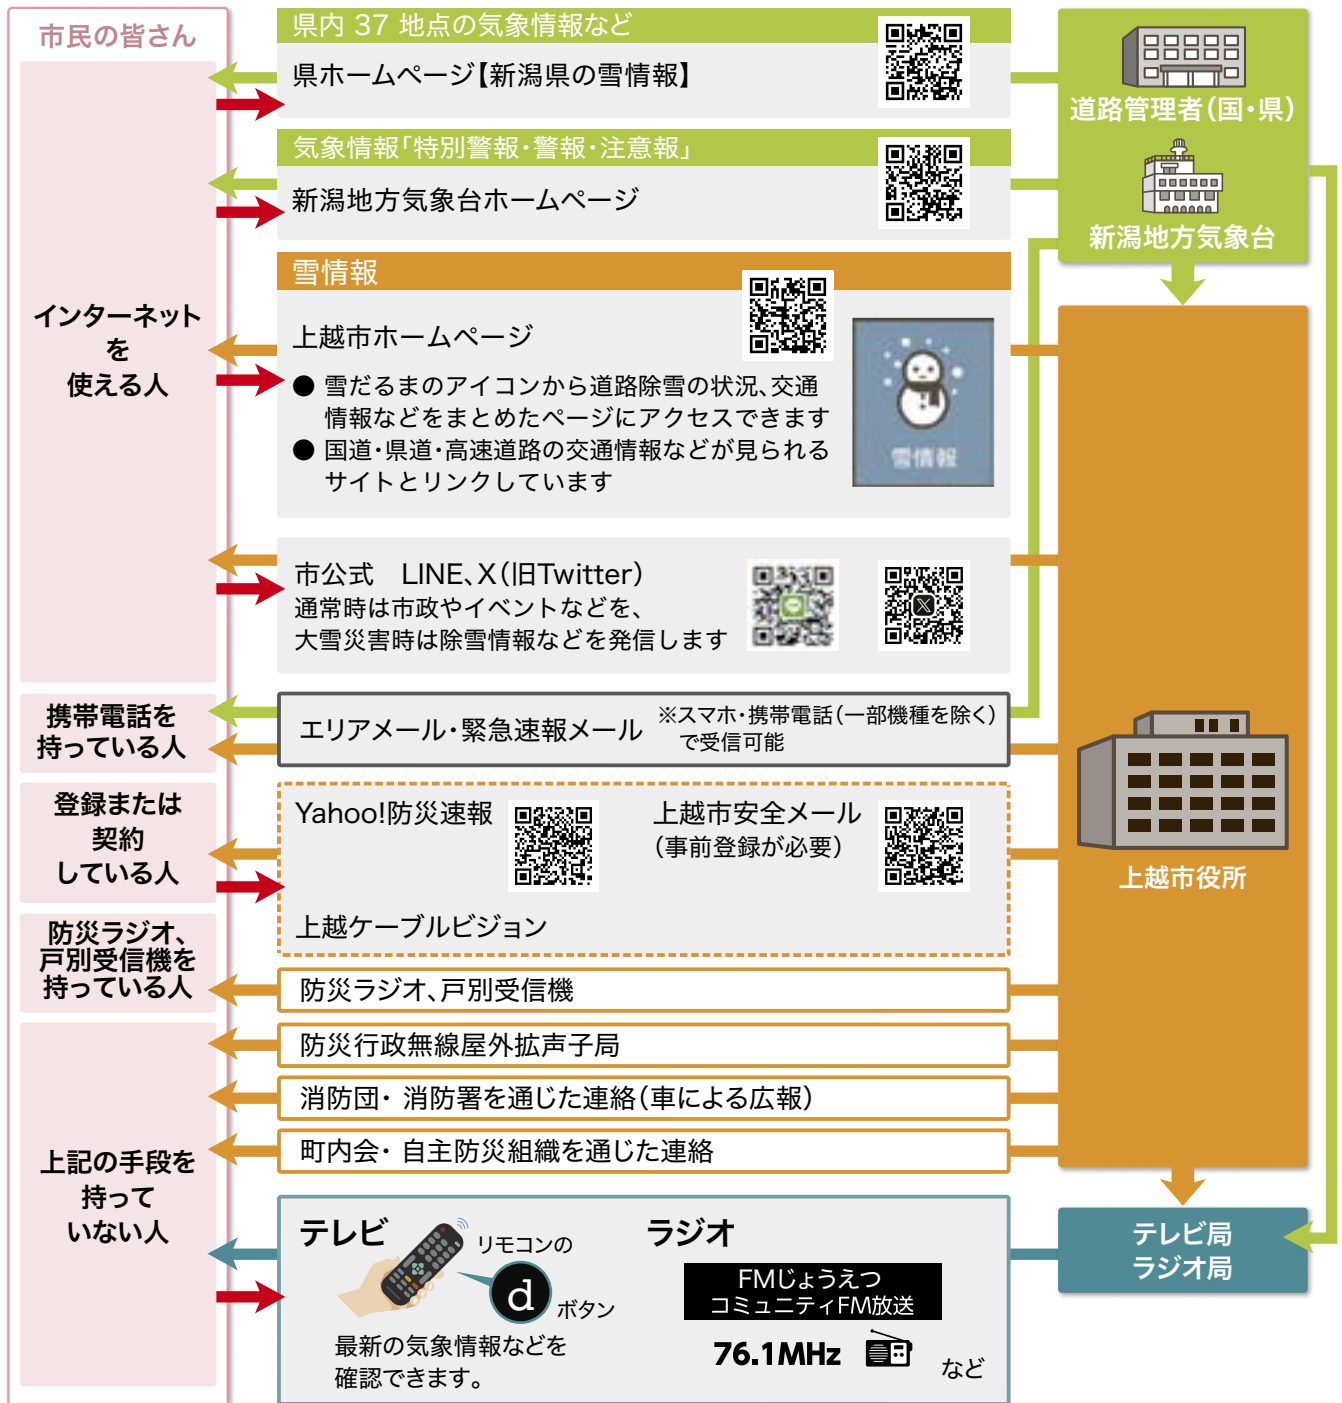 市民の皆さん
インターネット
を
使える人
携帯電話を
持っている人
登録または
契約
している人
防災ラジオ、
戸別受信機を
持っている人
上記の手段を
持って
いない人
県内 37 地点の気象情報など
県ホームページ【新潟県の雪情報】
気象情報「特別警報・警報・注意報」
新潟地方気象台ホームページ
雪情報
上越市ホームページ
● 雪だるまのアイコンから道路除雪の状況、交通
情報などをまとめたページにアクセスできます
● 国道・県道・高速道路の交通情報などが見られる
サイトとリンクしています
雪情報
市公式　LINE、X（旧Twitter）
通常時は市政やイベントなどを、
大雪災害時は除雪情報などを発信します
エリアメール・緊急速報メール
※スマホ・携帯電話（一部機種を除く）
で受信可能
Yahoo!防災速報
上越市安全メール
（事前登録が必要）
上越ケーブルビジョン
防災ラジオ、戸別受信機
防災行政無線屋外拡声子局
消防団・ 消防署を通じた連絡（車による広報）
町内会・ 自主防災組織を通じた連絡
テレビ
リモコンの
d
ボタン
最新の気象情報などを
確認できます。
ラジオ
FMじょうえつ
コミュニティFM放送
76.1MHz
など
道路管理者（国・県）
新潟地方気象台
上越市役所
テレビ局
ラジオ局